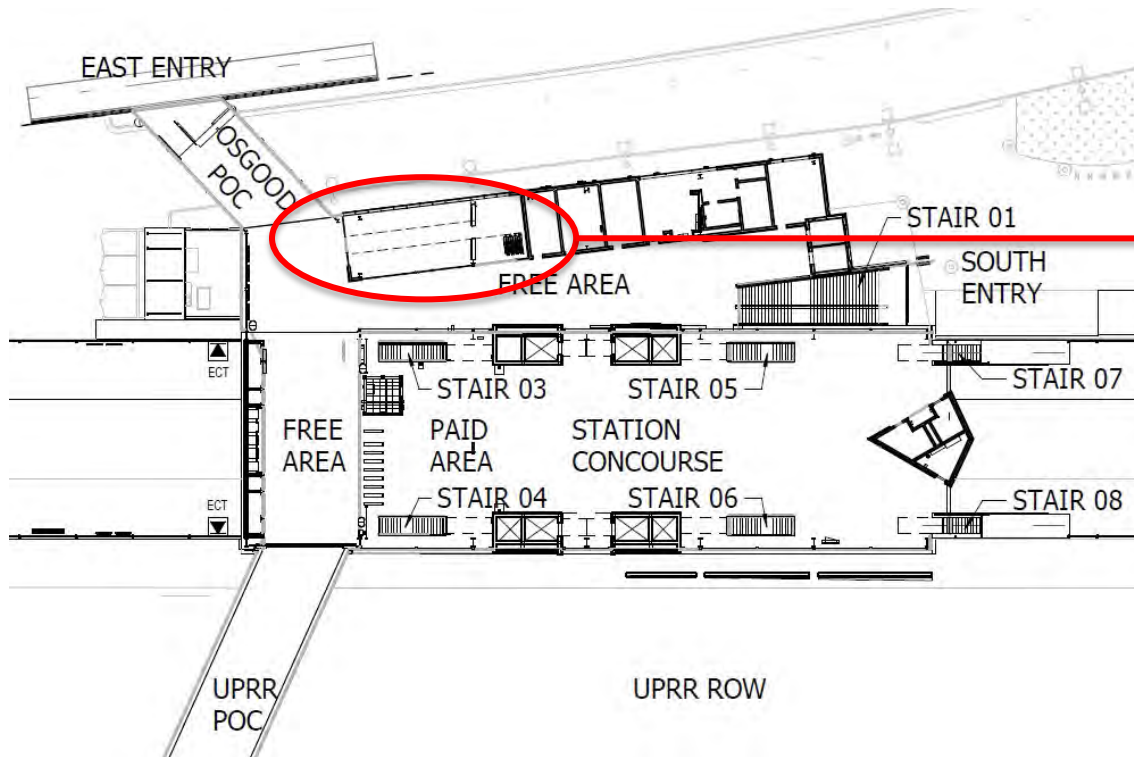 EAST ENTRY
OSGOOD
POC
STAIR 01
FREE AREA
SOUTH
ENTRY
ECT
STAIR 03
STAIR 05
STAIR 07
FREE
AREA
PAID
AREA
STATION
CONCOURSE
ECT
STAIR 04
STAIR 06
STAIR 08
UPRR
POC
UPRR ROW